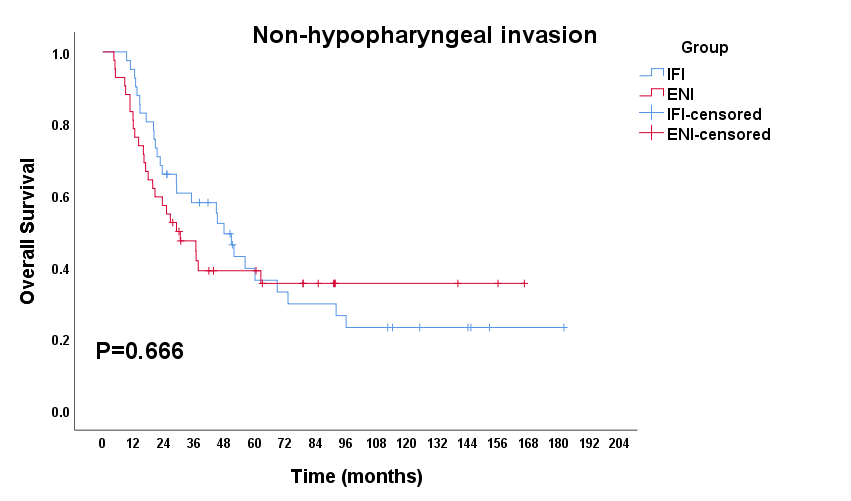 Non-hypopharyngeal invasion
Group
IFI
ENI
IFI-censored
ENI-censored
Overall Survival
1.0
0.8
0.6
0.4
0.2
0.0
P=0.666
0 12 24 36 48 60 72 84 96 108 120 132 144 156 168 180 192 204
Time (months)